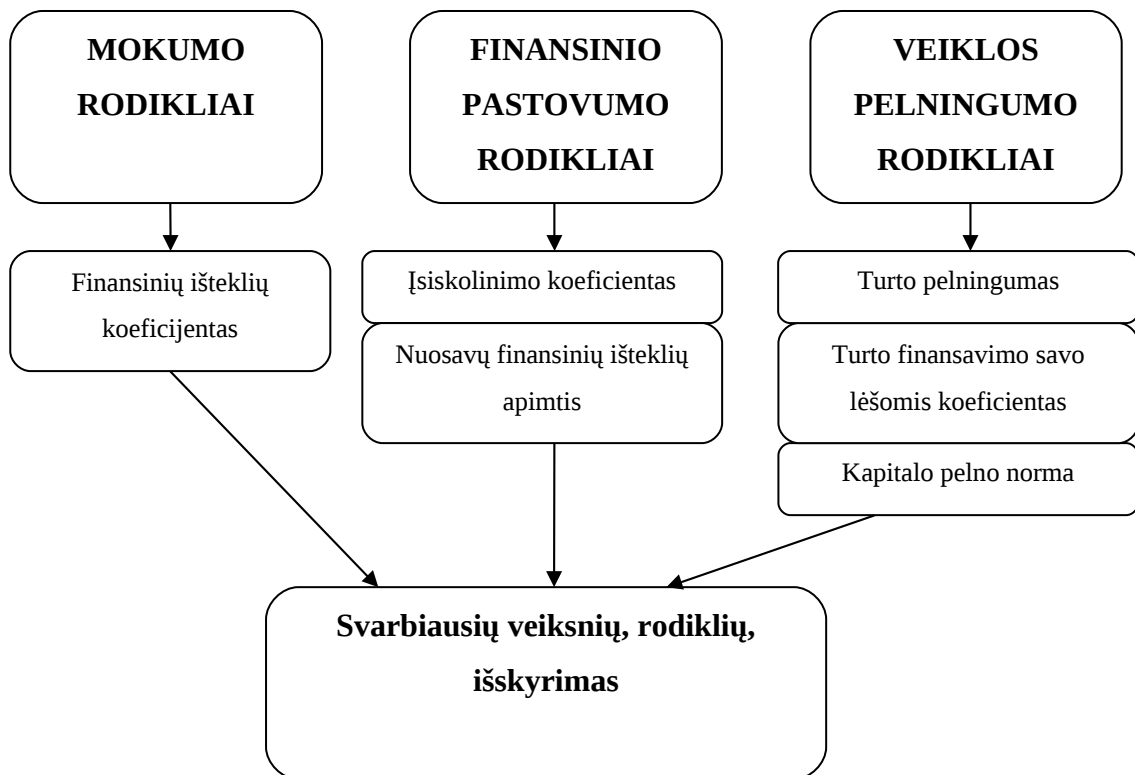 MOKUMO
RODIKLIAI
FINANSINIO
PASTOVUMO
RODIKLIAI
VEIKLOS
PELNINGUMO
RODIKLIAI
Finansinių išteklių
koeficijentas
Įsiskolinimo koeficientas
Nuosavų finansinių išteklių
apimtis
Turto pelningumas
Turto finansavimo savo
lėšomis koeficientas
Kapitalo pelno norma
Svarbiausių veiksnių, rodiklių,
išskyrimas